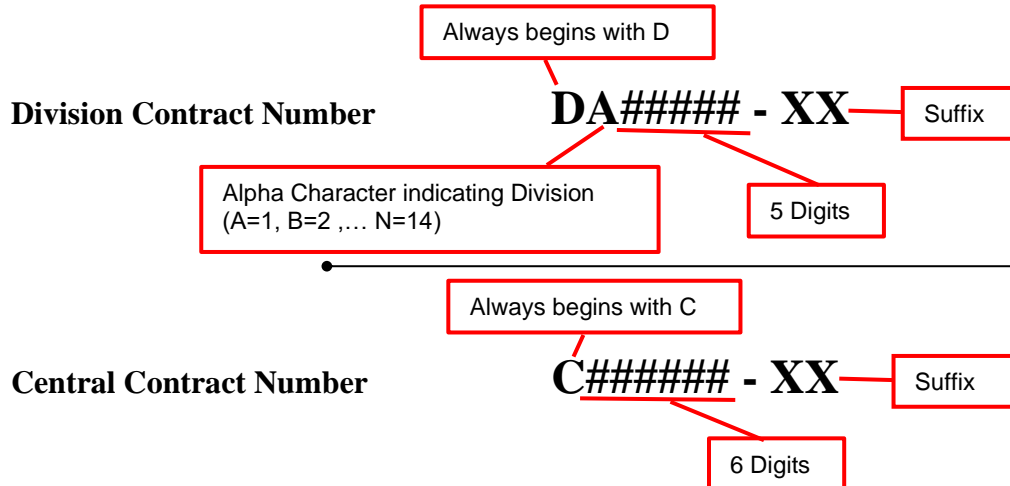 Always begins with D
Division Contract Number DA##### - XX Suffix
Alpha Character indicating Division
(A=1, B=2 ,… N=14)
5 Digits
Always begins with C
Central Contract Number C###### - XX Suffix
6 Digits